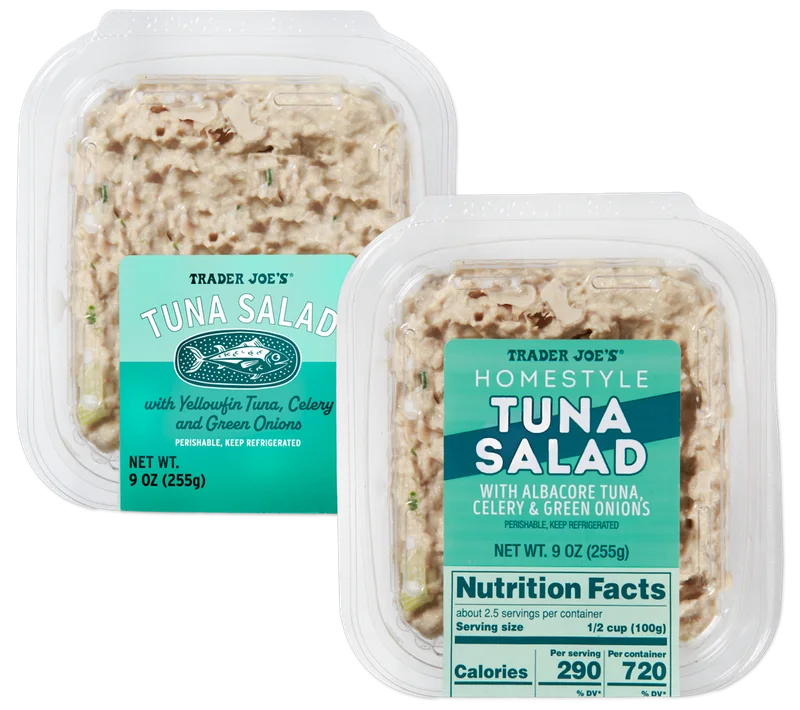 TRADER JOE'S®
TUNA SALAD
with Yellowfin Tuna, Celery
and Green Onions
PERISHABLE, KEEP REFRIGERATED
NET WT.
9 OZ (255g)
TRADER JOE'S®
HOMESTYLE
TUNA
SALAD
WITH ALBACORE TUNA,
CELERY & GREEN ONIONS
PERISHABLE, KEEP REFRIGERATED
NET WT. 9 OZ (255g)
Nutrition Facts
about 2.5 servings per container
Serving size 1/2 cup (100g)
Per serving Per container
Calories 290 720
% DV* % DV*